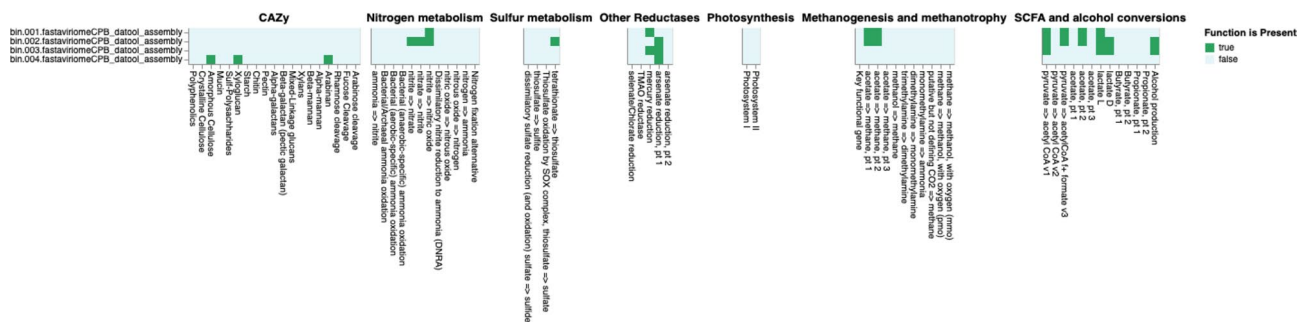 CAZy
Nitrogen metabolism
Sulfur metabolism
Other Reductases
Photosynthesis
Methanogenesis and methanotrophy
SCFA and alcohol conversions
Function is Present
true
false
bin.001.fastaviriomeCPB_datool_assembly
bin.002.fastaviriomeCPB_datool_assembly
bin.003.fastaviriomeCPB_datool_assembly
bin.004.fastaviriomeCPB_datool_assembly
Polyphenolics
Crystalline Cellulose
Amorphous Cellulose
Mucin
Sulf-Polysachharides
Xyloglucan
Starch
Chitin
Pectin
Alpha-galactans
Beta-galactan (pectic galactan)
Mixed-Linkage glucans
Xylans
Beta-mannan
Alpha-mannan
Arabinan
Rhamnose cleavage
Fucose Cleavage
Arabinose cleavage
ammonia => nitrite
Bacterial/Archaeal ammonia oxidation
Bacterial (aerobic-specific) ammonia oxidation
Bacterial (anaerobic-specific) ammonia oxidation
nitrite => nitrate
nitrate => nitrite
nitrite => nitric oxide
Dissimilatory nitrite reduction to ammonia (DNRA)
nitric oxide => nitrous oxide
nitrous oxide => nitrogen
nitrogen => ammonia
Nitrogen fixation alternative
dissimilatory sulfate reduction (and oxidation) sulfate => sulfide
thiosulfate => sulfite
Thiosulfate oxidation by SOX complex, thiosulfate => sulfate
tetrathionate => thiosulfate
selenate/Chlorate reduction
TMAO reductase
mercury reduction
arsenate reduction, pt 1
arsenate reduction, pt 2
Photosystem I
Photosystem II
Key functional gene
acetate => methane, pt 1
acetate => methane, pt 2
acetate => methane, pt 3
methanol => methane
trimethylamine => dimethylamine
dimethylamine => monomethylamine
monomethylamine => ammonia
putative but not defining CO2 => methane
methane => methanol, with oxygen (pmo)
methane => methanol, with oxygen (mmo)
pyruvate => acetyl CoA v1
pyruvate => acetyl CoA v2
pyruvate => acetylCoA f+ formate v3
acetate, pt 1
acetate, pt 2
acetate, pt 3
lactate L
lactate D
Butyrate, pt 1
Butyrate, pt 2
Propionate, pt 1
Propionate, pt 2
Alcohol production